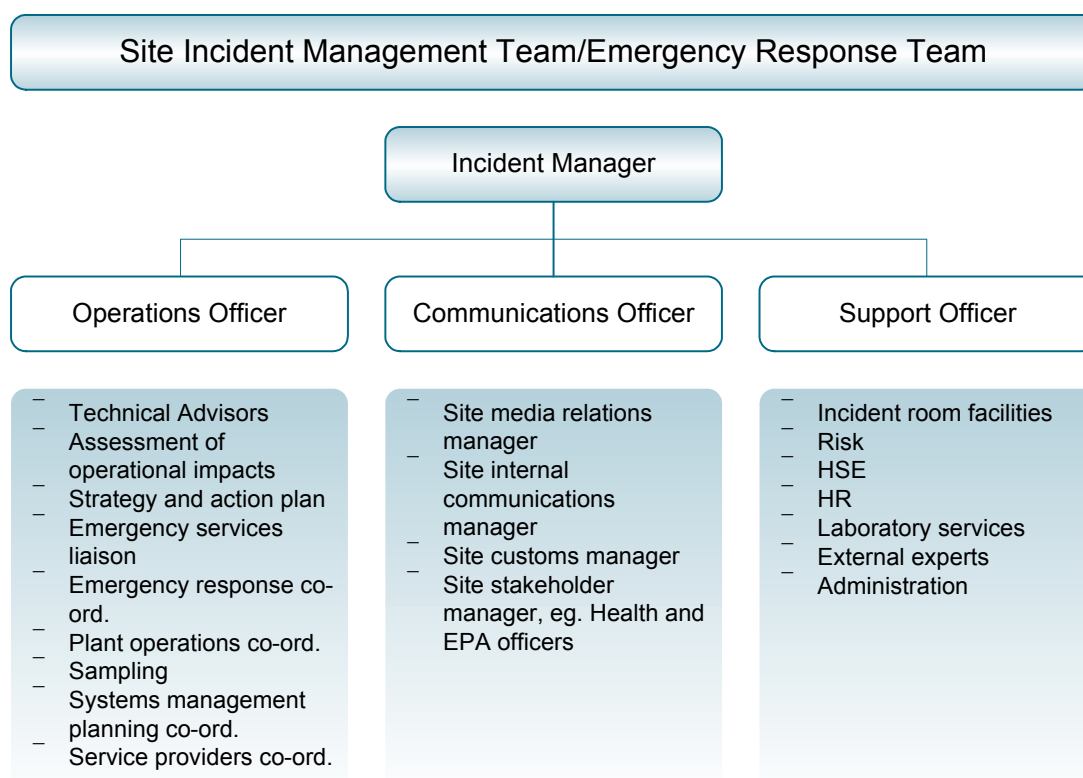 Site Incident Management Team/Emergency Response Team
Incident Manager
Operations Officer
Communications Officer
Support Officer
– Technical Advisors
– Assessment of
operational impacts
– Strategy and action plan
– Emergency services
liaison
– Emergency response co-
ord.
– Plant operations co-ord.
– Sampling
– Systems management
planning co-ord.
– Service providers co-ord.
– Site media relations
manager
– Site internal
communications
manager
– Site customs manager
– Site stakeholder
manager, eg. Health and
EPA officers
– Incident room facilities
– Risk
– HSE
– HR
– Laboratory services
– External experts
– Administration